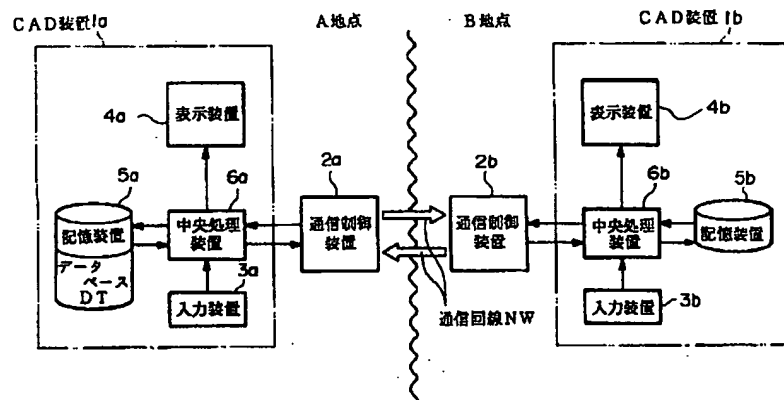 CAD装置1a
A地点
B地点
CAD装置1b
4a
表示装置
5a
記憶装置
データ
ベース
DT
6a
中央処理
装置
3a
入力装置
2a
通信制御
装置
2b
通信制御
装置
通信回線NW
表示装置
4b
6b
中央処理
装置
5b
記憶装置
入力装置
3b